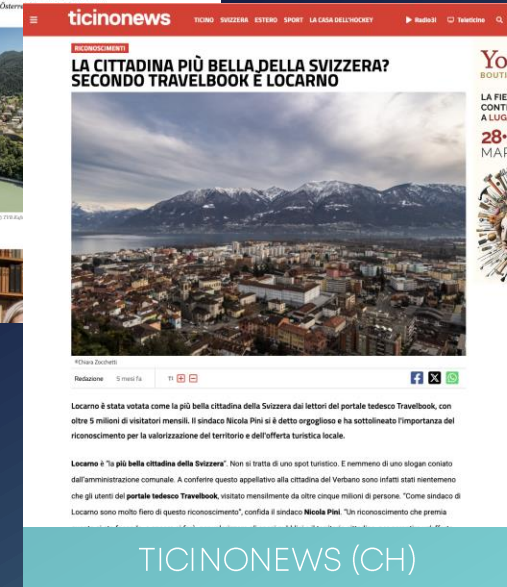 Österre
ticinonews
TICINO SVIZZERA ESTERO SPORT LA CASA DELL'HOCKEY
Radio3i Teleticino
RICONOSCIMENTI
LA CITTADINA PIÙ BELLA DELLA SVIZZERA?
SECONDO TRAVELBOOK È LOCARNO
Yo
BOUTI
LA FIE
CONT
A LUG
28
MAR
©Chiara Zocchetti
Redazione 5 mesi fa
Locarno è stata votata come la più bella cittadina della Svizzera dai lettori del portale tedesco Travelbook, con
oltre 5 milioni di visitatori mensili. Il sindaco Nicola Pini si è detto orgoglioso e ha sottolineato l'importanza del
riconoscimento per la valorizzazione del territorio e dell'offerta turistica locale.
Locarno è "la più bella cittadina della Svizzera". Non si tratta di uno spot turistico. E nemmeno di uno slogan coniato
dall'amministrazione comunale. A conferire questo appellativo alla cittadina del Verbano sono infatti stati nientemeno
che gli utenti del portale tedesco Travelbook, visitato mensilmente da oltre cinque milioni di persone. "Come sindaco di
Locarno sono molto fiero di questo riconoscimento", confida il sindaco Nicola Pini. "Un riconoscimento che premia
TICINONEWS (CH)